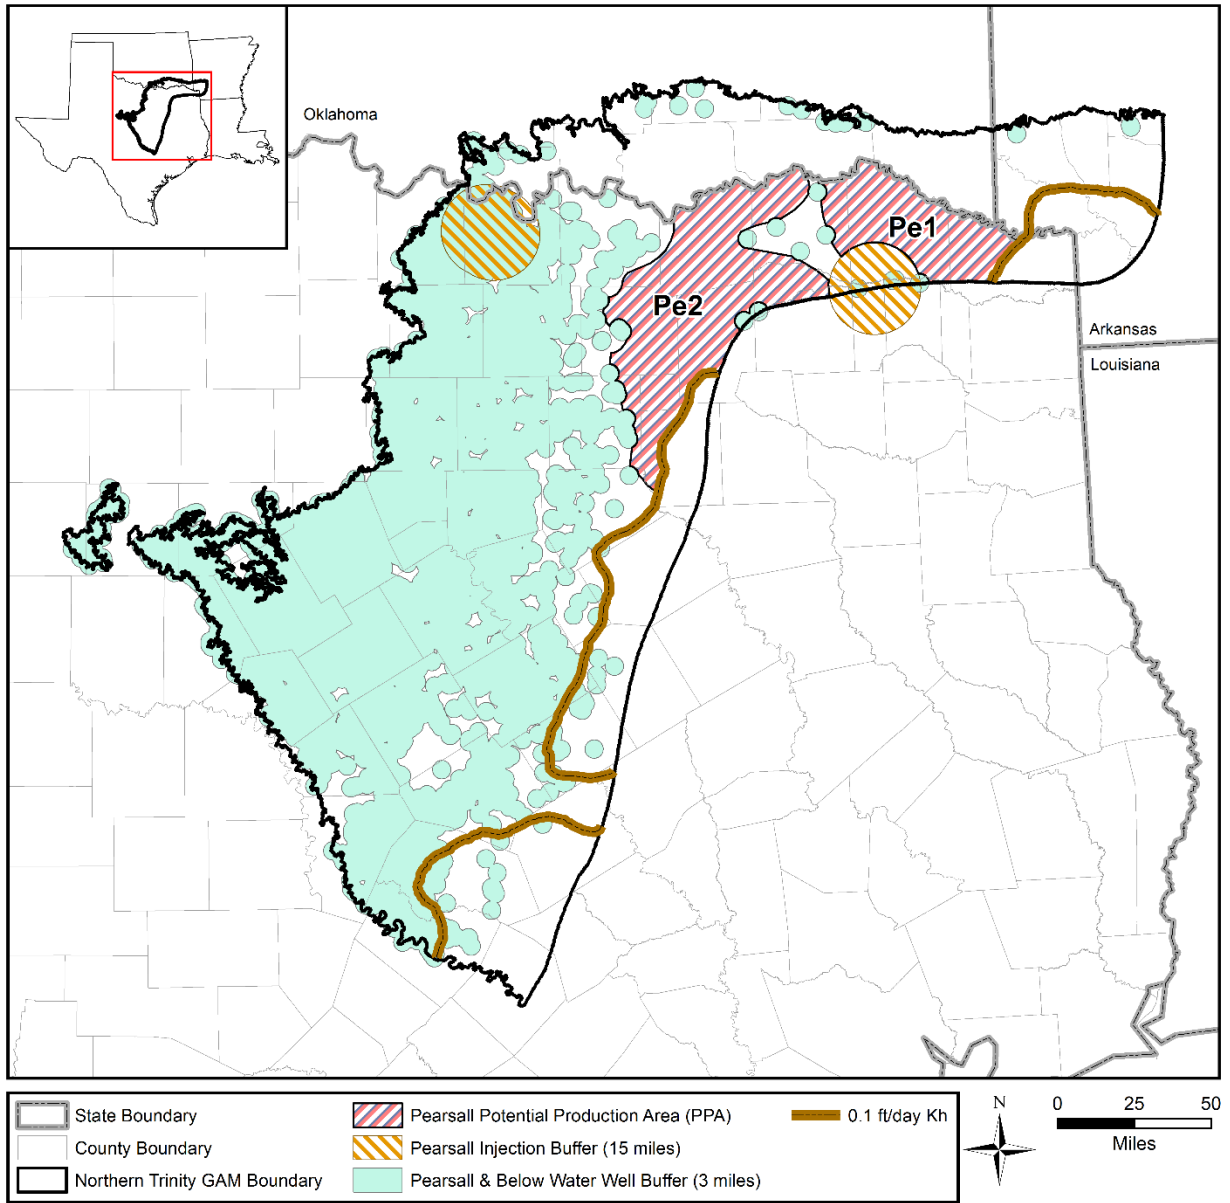 Oklahoma
Pe1
Pe2
Arkansas
Louisiana
State Boundary
County Boundary
Northern Trinity GAM Boundary
Pearsall Potential Production Area (PPA)
Pearsall Injection Buffer (15 miles)
Pearsall & Below Water Well Buffer (3 miles)
0.1 ft/day Kh
N
0 25 50
Miles